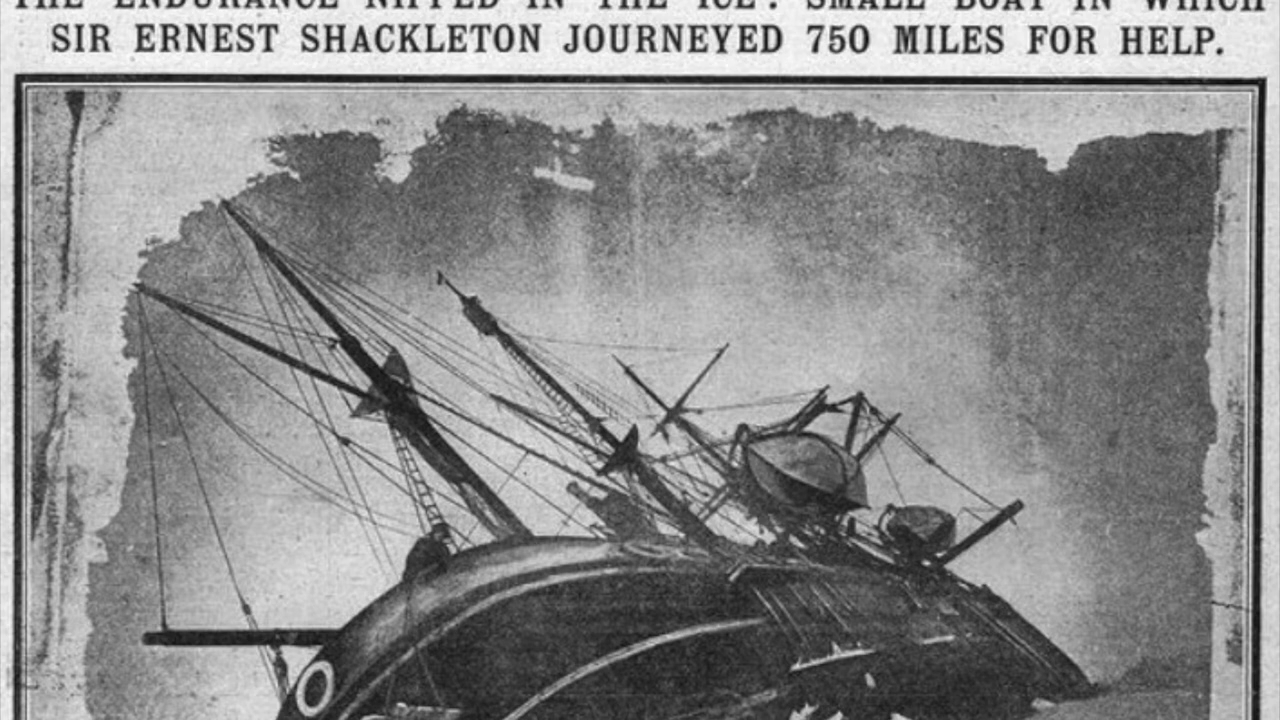 THE "ENDURANCE" NIPPED IN THE ICE: SMALL BOAT IN WHICH
SIR ERNEST SHACKLETON JOURNEYED 750 MILES FOR HELP.